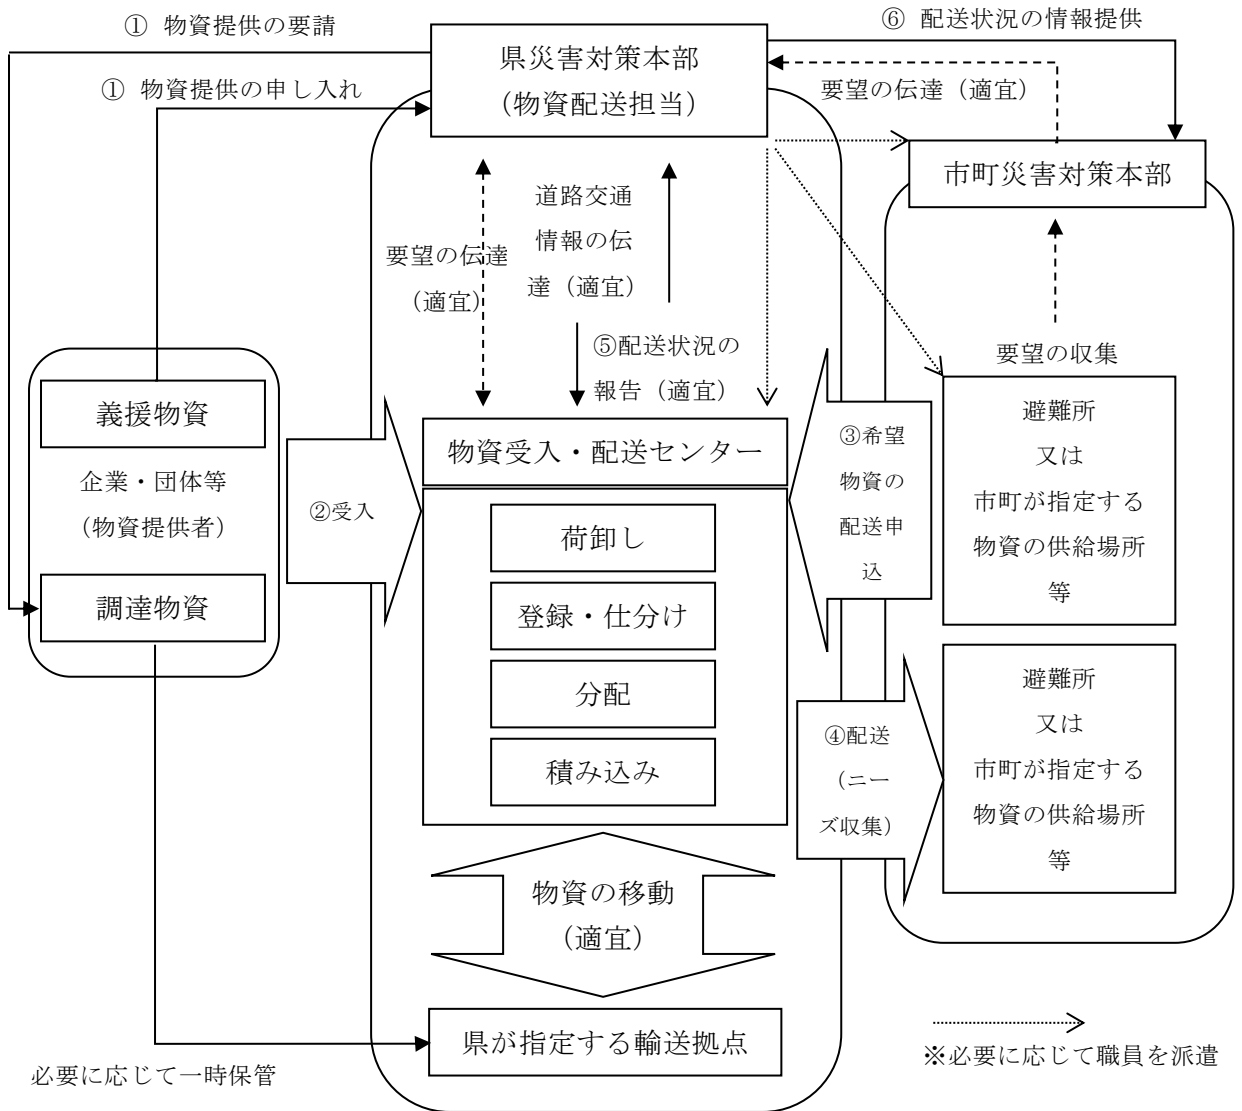 ① 物資提供の要請
⑥ 配送状況の情報提供
県災害対策本部
（物資配送担当）
① 物資提供の申し入れ
要望の伝達（適宜）
市町災害対策本部
道路交通
情報の伝
達（適宜）
要望の伝達
（適宜）
⑤配送状況の
報告（適宜）
要望の収集
義援物資
企業・団体等
（物資提供者）
調達物資
②受入
物資受入・配送センター
荷卸し
登録・仕分け
分配
積み込み
③希望
物資の
配送申
込
避難所
又は
市町が指定する
物資の供給場所
等
④配送
（ニー
ズ収集）
避難所
又は
市町が指定する
物資の供給場所
等
物資の移動
（適宜）
県が指定する輸送拠点
必要に応じて一時保管
※必要に応じて職員を派遣